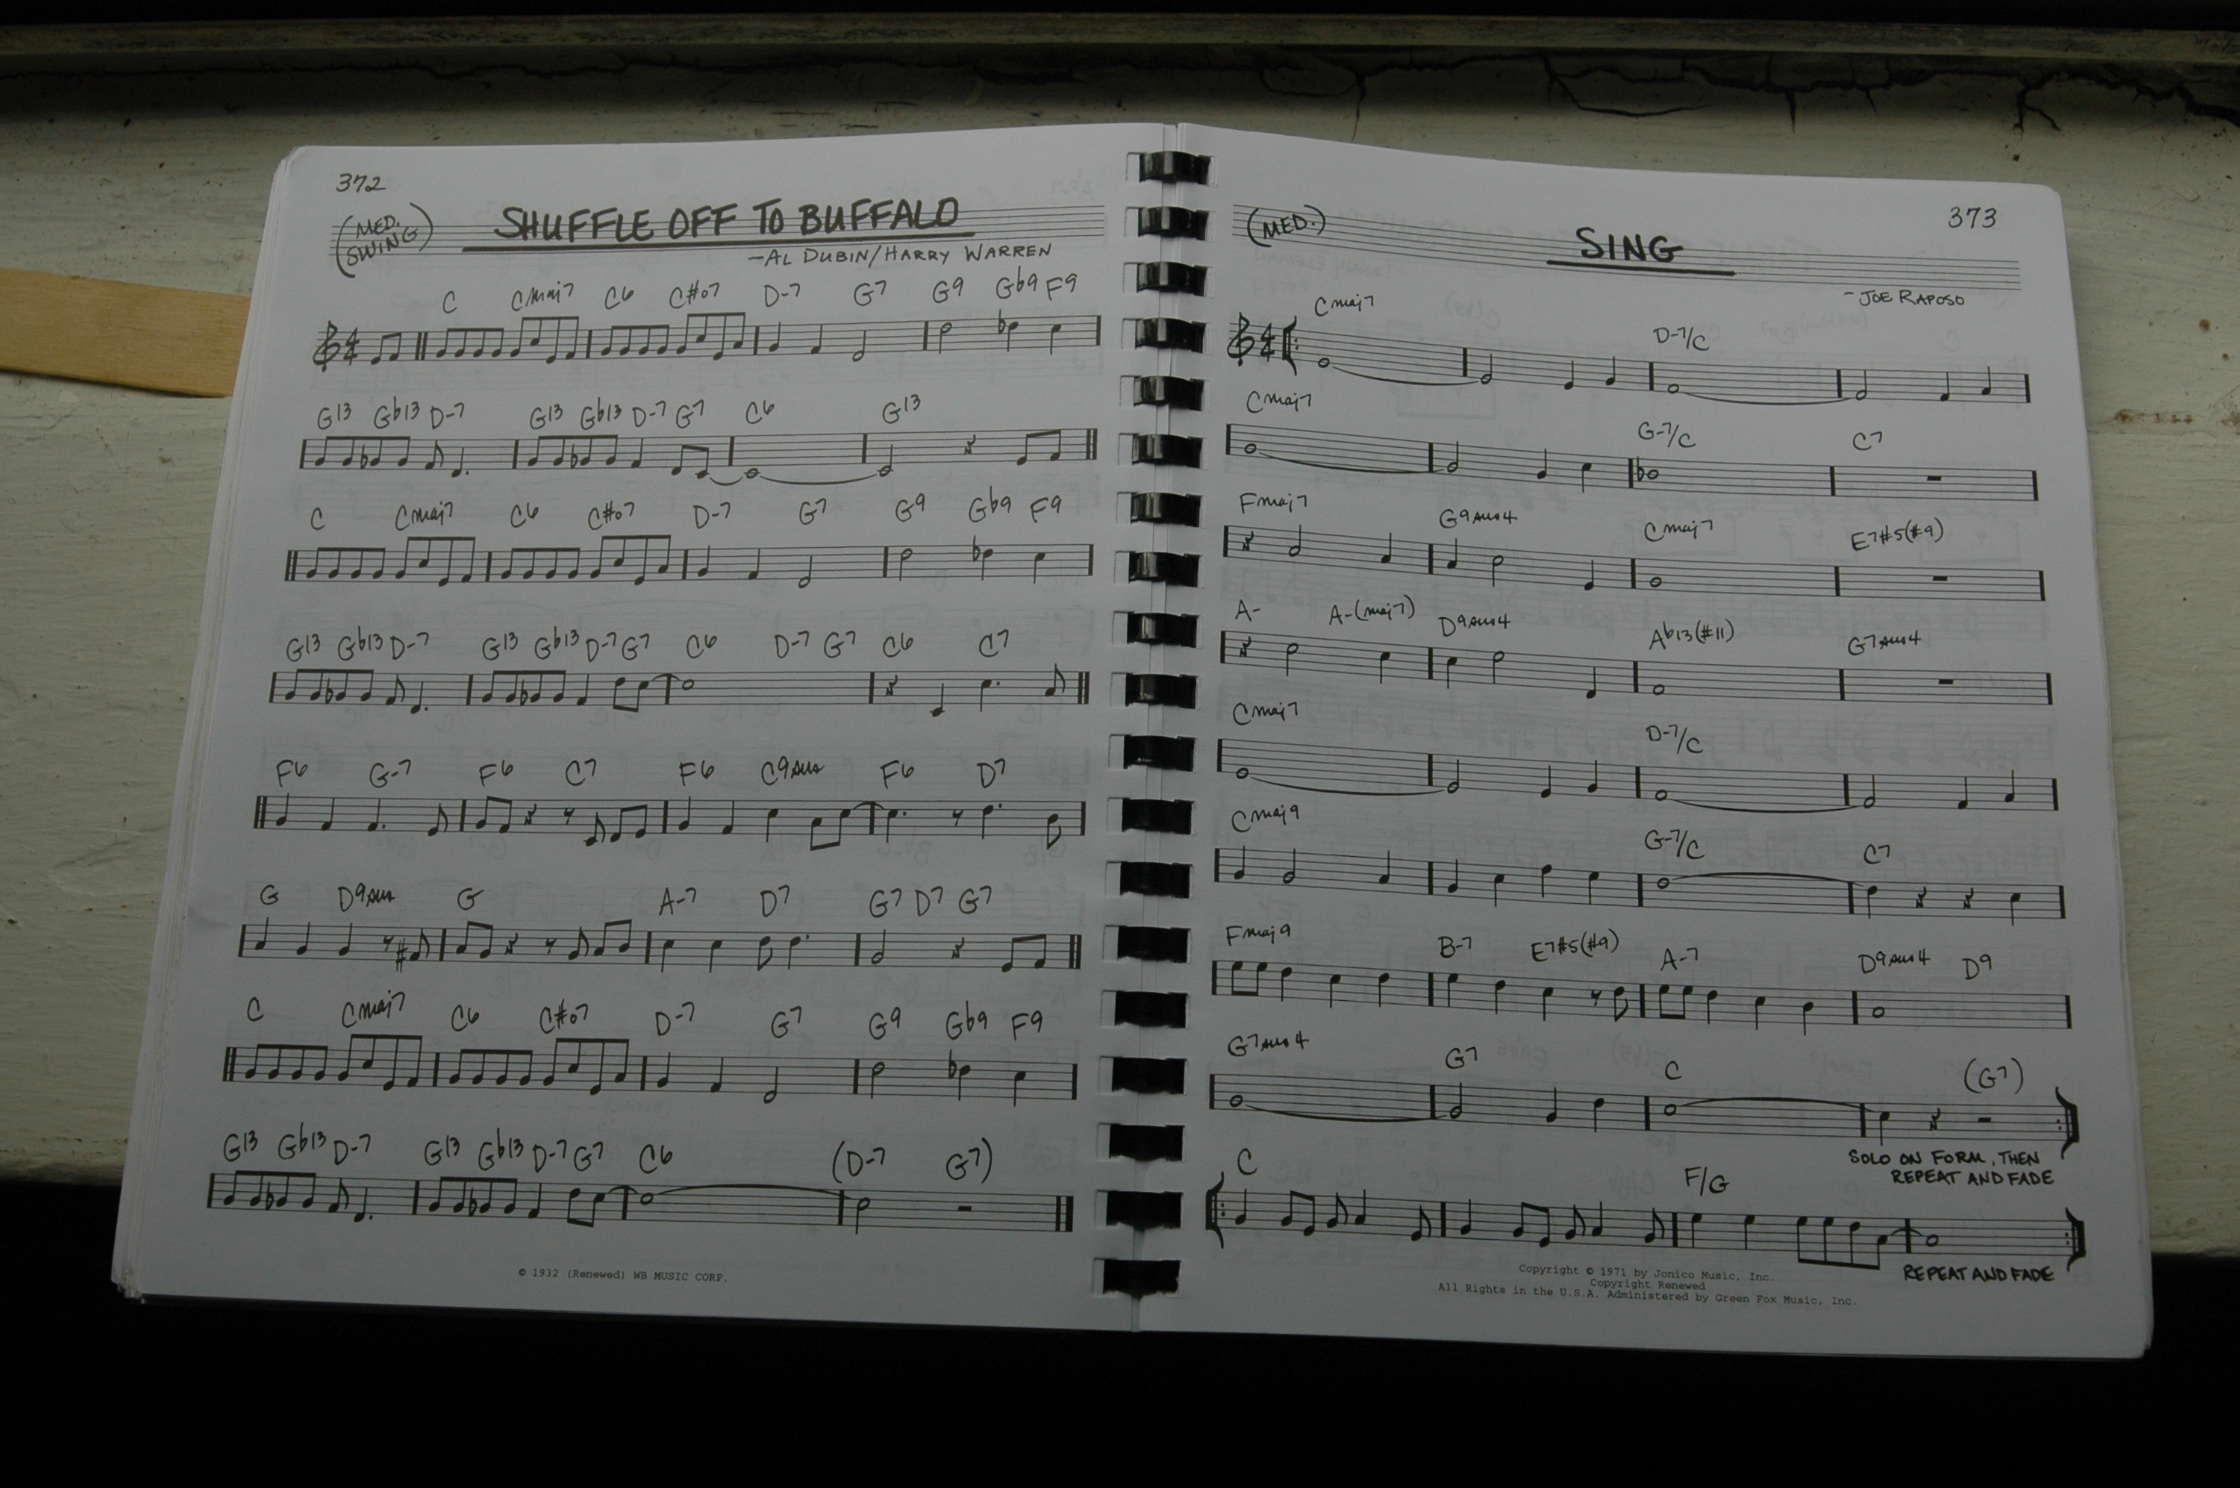 372
(MED. SWING)
SHUFFLE OFF TO BUFFALO
-AL DUBIN/HARRY WARREN
C Cmaj7 C6 C#o7 D-7 G7 G9 Gb9 F9
G13 Gb13 D-7 G13 Gb13 D-7 G7 C6 G13
C Cmaj7 C6 C#o7 D-7 G7 G9 Gb9 F9
G13 Gb13 D-7 G13 Gb13 D-7 G7 C6 D-7 G7 C6 C7
F6 G-7 F6 C7 F6 C9sus F6 D7
G D9sus G A-7 D7 G7 D7 G7
C Cmaj7 C6 C#o7 D-7 G7 G9 Gb9 F9
G13 Gb13 D-7 G13 Gb13 D-7 G7 C6 (D-7 G7)
© 1932 (Renewed) WB MUSIC CORP.
373
(MED.)
SING
-JOE RAPOSO
Cmaj7 D-7/C
Cmaj7 G-7/C C7
Fmaj7 G9sus4 Cmaj7 E7#5(#9)
A- A-(maj7) D9sus4 Ab13(#11) G7sus4
Cmaj7 D-7/C
Cmaj9 G-7/C C7
Fmaj9 B-7 E7#5(#9) A-7 D9sus4 D9
G7sus4 G7 C (G7)
SOLO ON FORM, THEN
REPEAT AND FADE
C F/G
REPEAT AND FADE
Copyright © 1971 by Jonico Music, Inc.
Copyright Renewed
All Rights in the U.S.A. Administered by Green Fox Music, Inc.